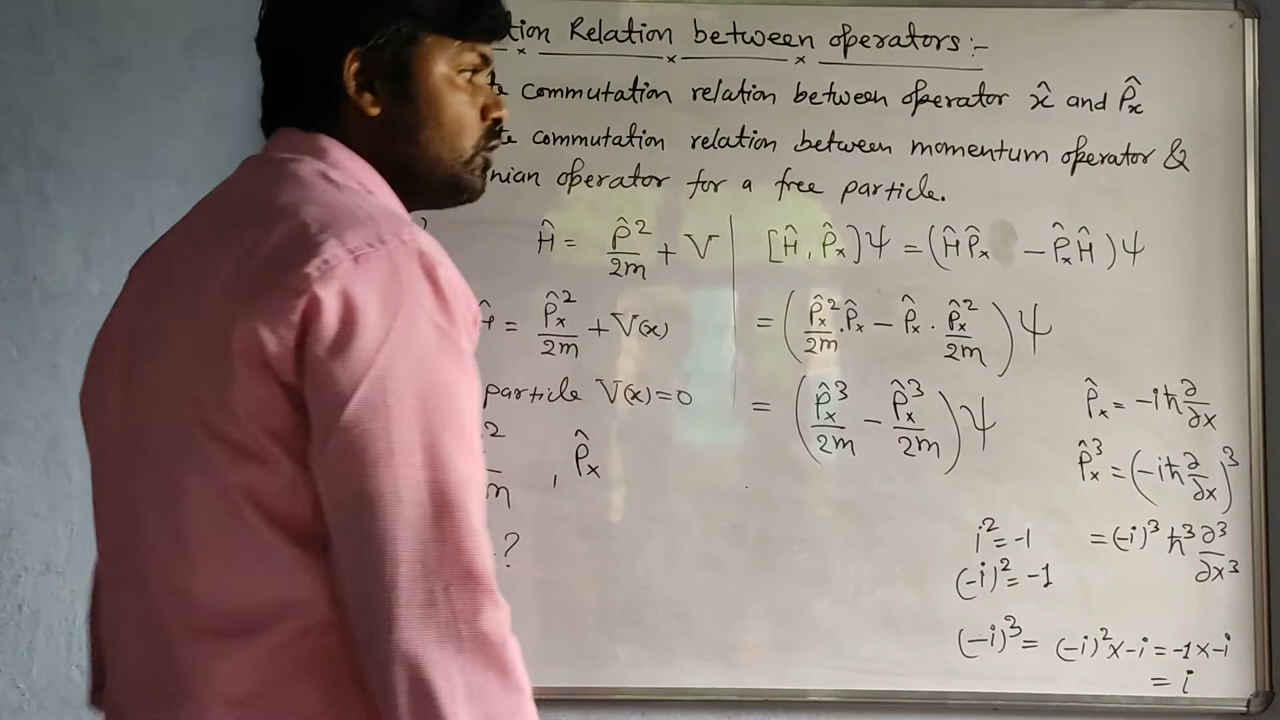 Relation between operators:-
commutation relation between operator x̂ and P̂x
commutation relation between momentum operator &
operator for a free particle.
Ĥ = P̂²/2m + V
= P̂x²/2m + V(x)
particle V(x)=0
, P̂x
?
[Ĥ, P̂x]ψ = (ĤP̂x - P̂xĤ)ψ
= (P̂x²/2m . P̂x - P̂x . P̂x²/2m)ψ
= (P̂x³/2m - P̂x³/2m)ψ
P̂x = -iħ ∂/∂x
P̂x³ = (-iħ ∂/∂x)³
= (-i)³ ħ³ ∂³/∂x³
i² = -1
(-i)² = -1
(-i)³ = (-i)² x -i = -1 x -i
= i